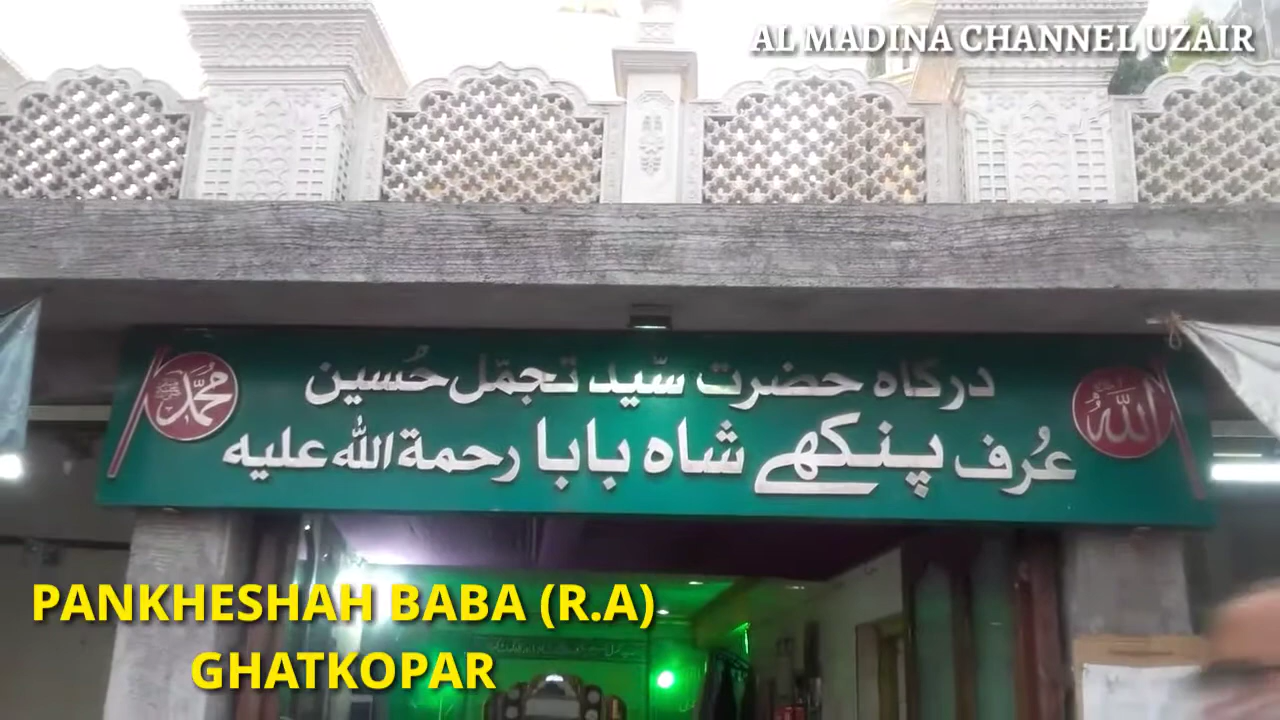 AL MADINA CHANNEL UZAIR
درگاہ حضرت سیّد تجمّل حُسین
عُرف پنکھے شاہ بابا رحمۃ اللہ علیہ
اللہ
محمّد
PANKHESHAH BABA (R.A)
GHATKOPAR